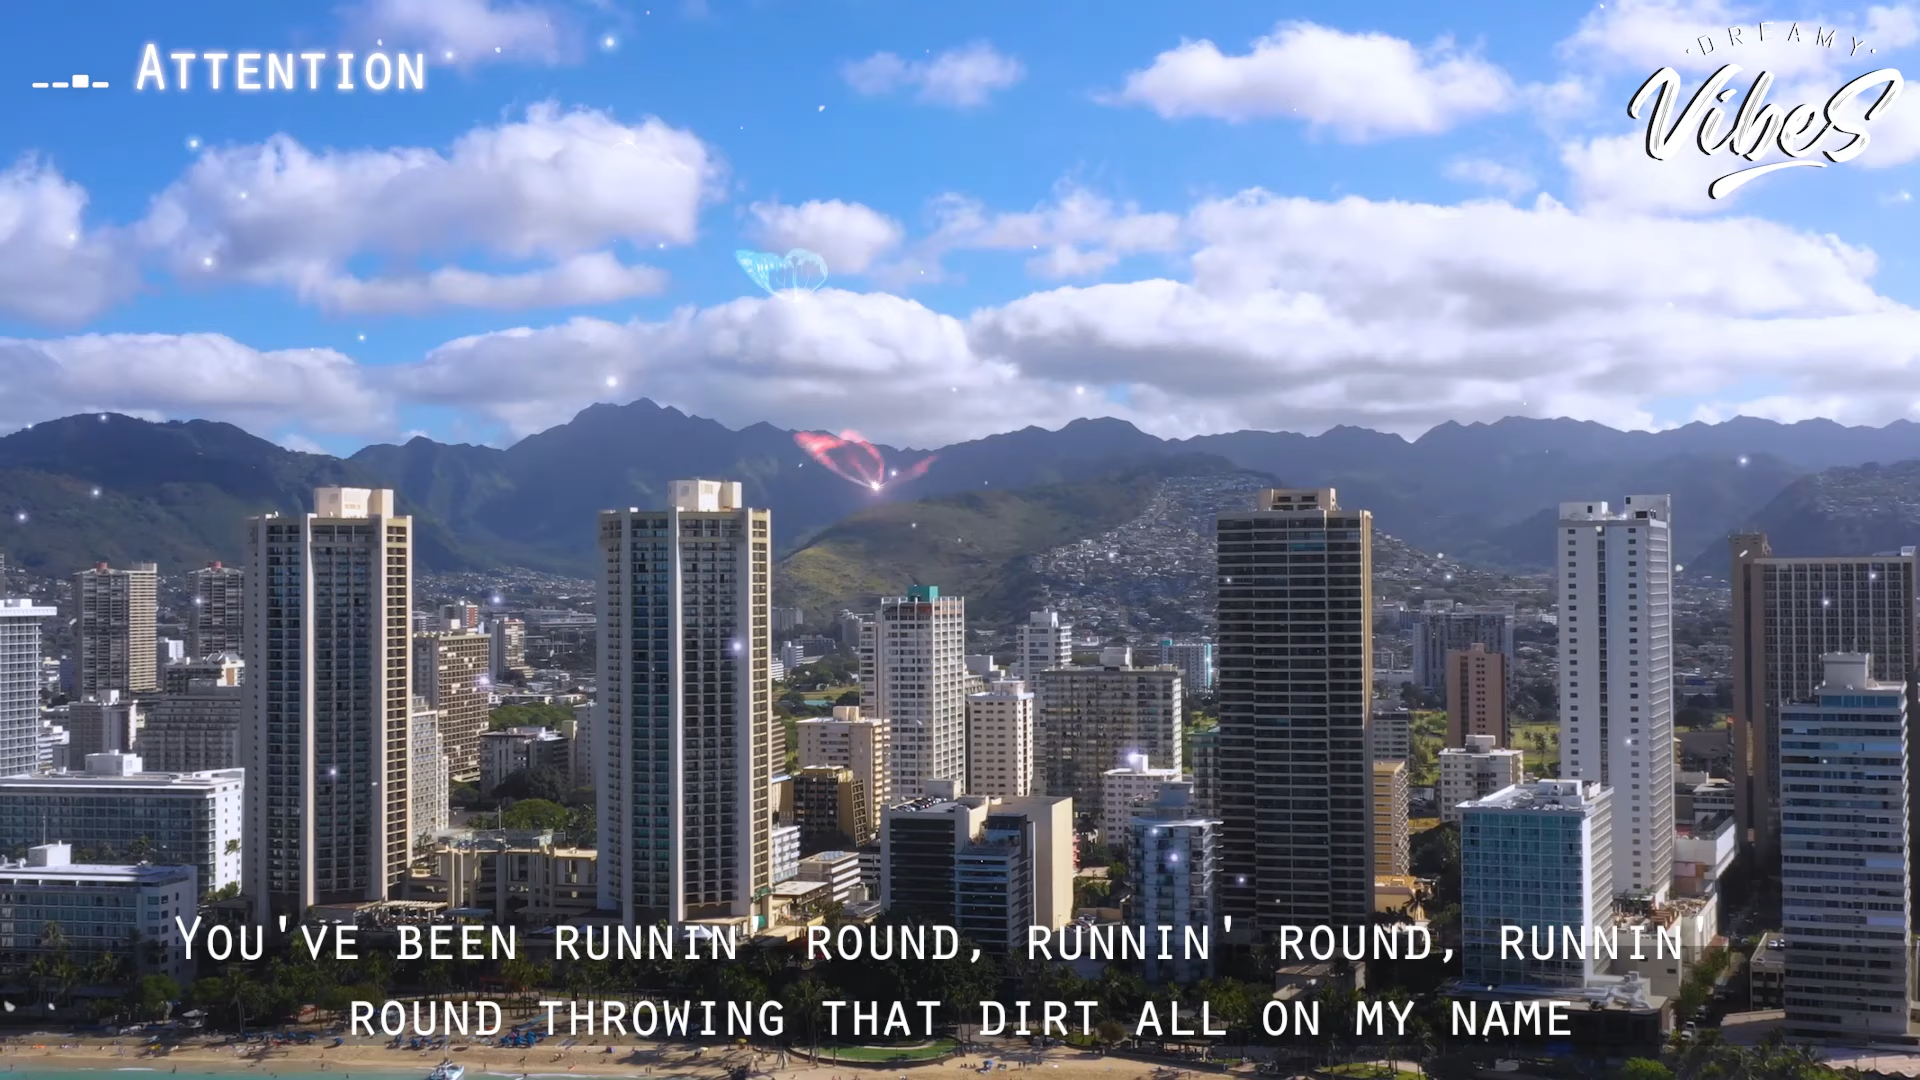 Attention
DREAMY
Vibes
You've been runnin' round, runnin' round, runnin'
round throwing that dirt all on my name